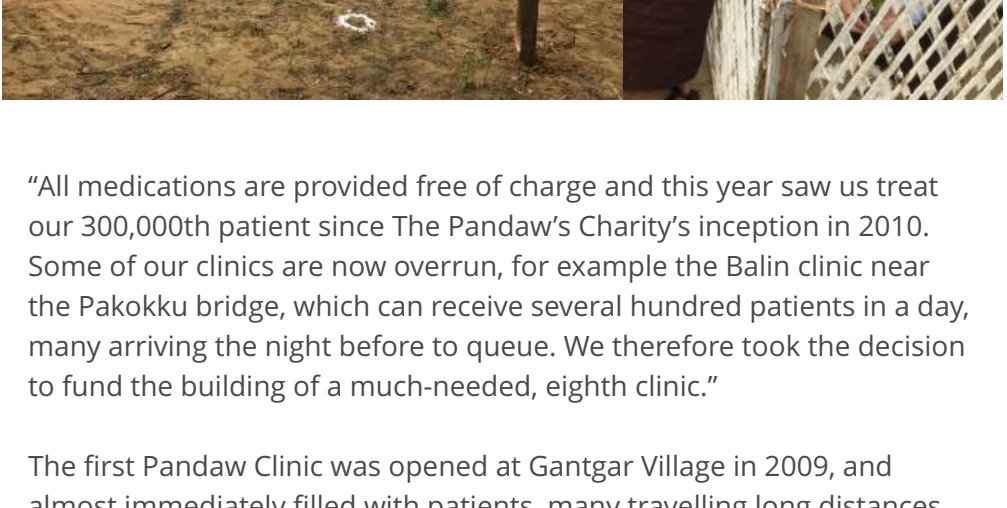 “All medications are provided free of charge and this year saw us treat
our 300,000th patient since The Pandaw’s Charity’s inception in 2010.
Some of our clinics are now overrun, for example the Balin clinic near
the Pakokku bridge, which can receive several hundred patients in a day,
many arriving the night before to queue. We therefore took the decision
to fund the building of a much-needed, eighth clinic.”
The first Pandaw Clinic was opened at Gantgar Village in 2009, and
almost immediately filled with patients, many travelling long distances